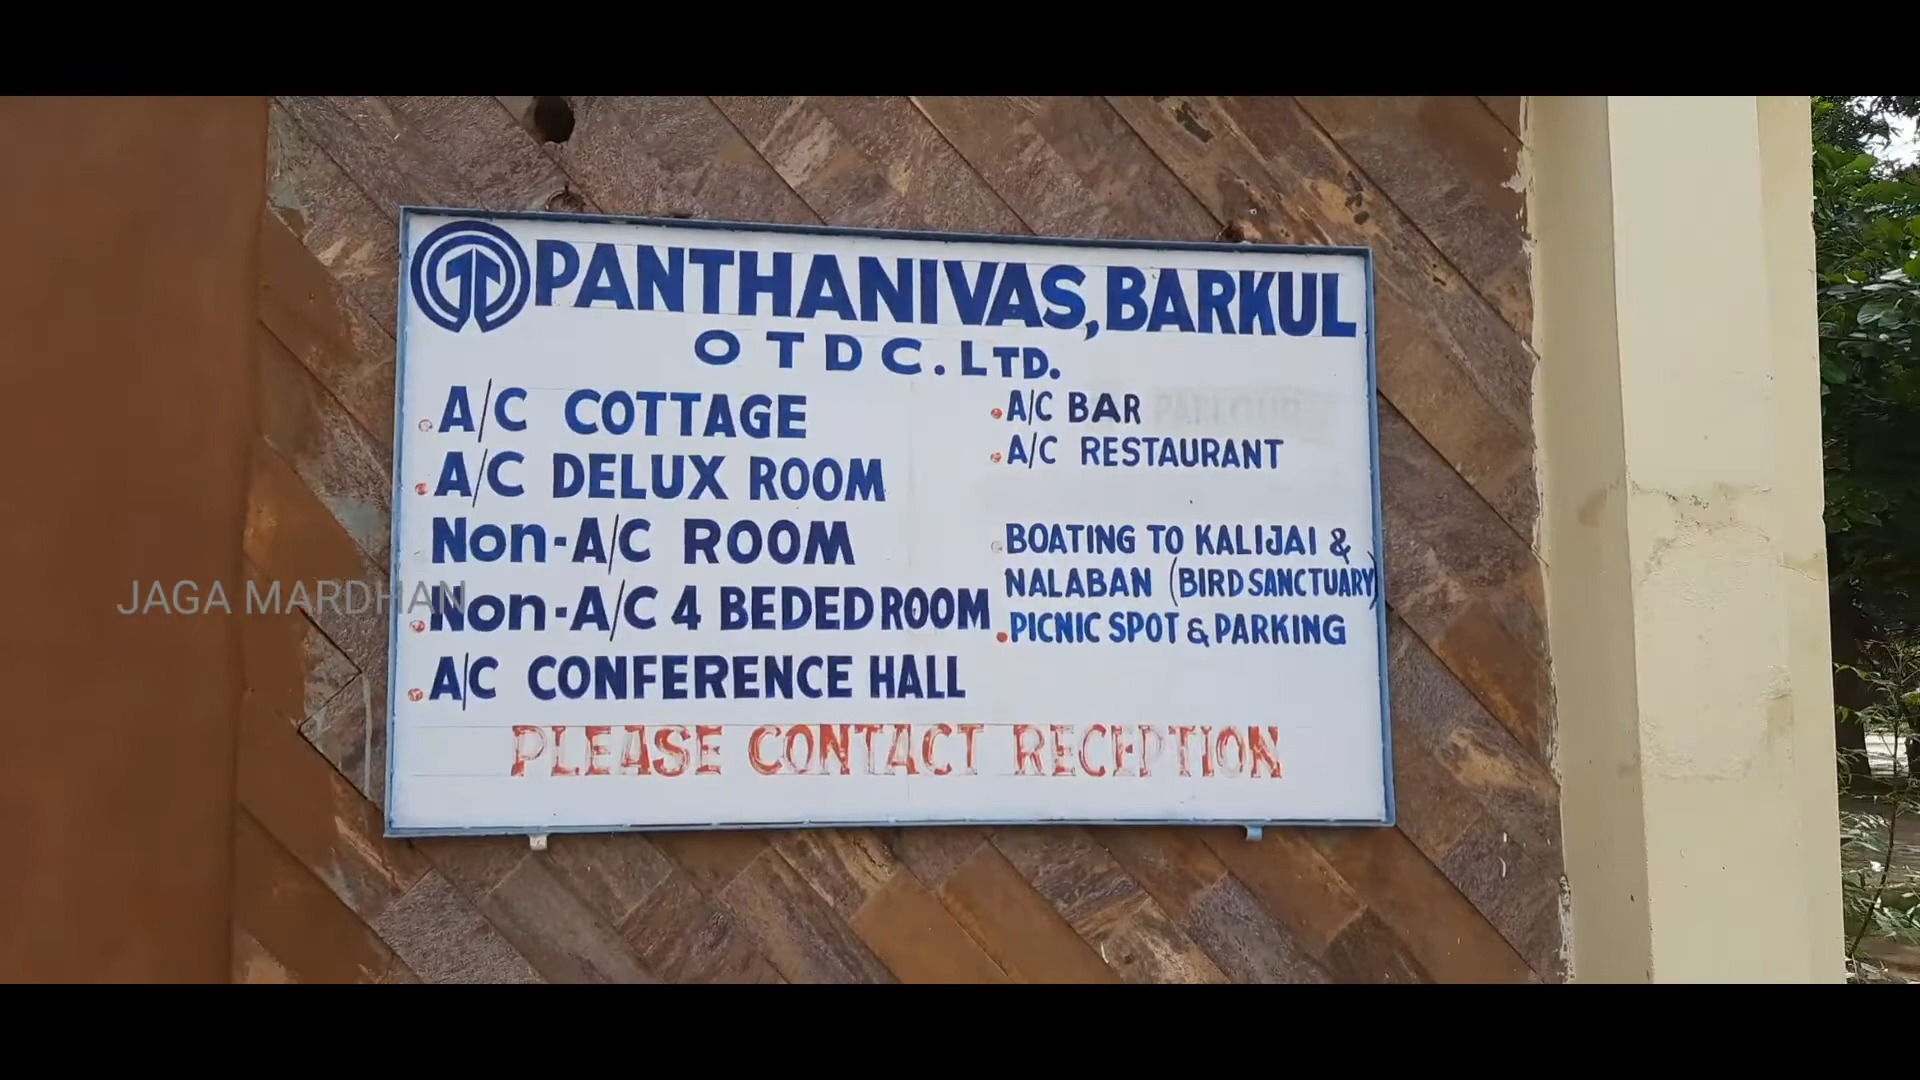 PANTHANIVAS, BARKUL
OTDC. LTD.
A/C COTTAGE
A/C DELUX ROOM
Non-A/C ROOM
Non-A/C 4 BEDED ROOM
A/C CONFERENCE HALL
A/C BAR PARLOUR
A/C RESTAURANT
BOATING TO KALIJAI &
NALABAN (BIRD SANCTUARY)
PICNIC SPOT & PARKING
PLEASE CONTACT RECEPTION
JAGA MARDHAN